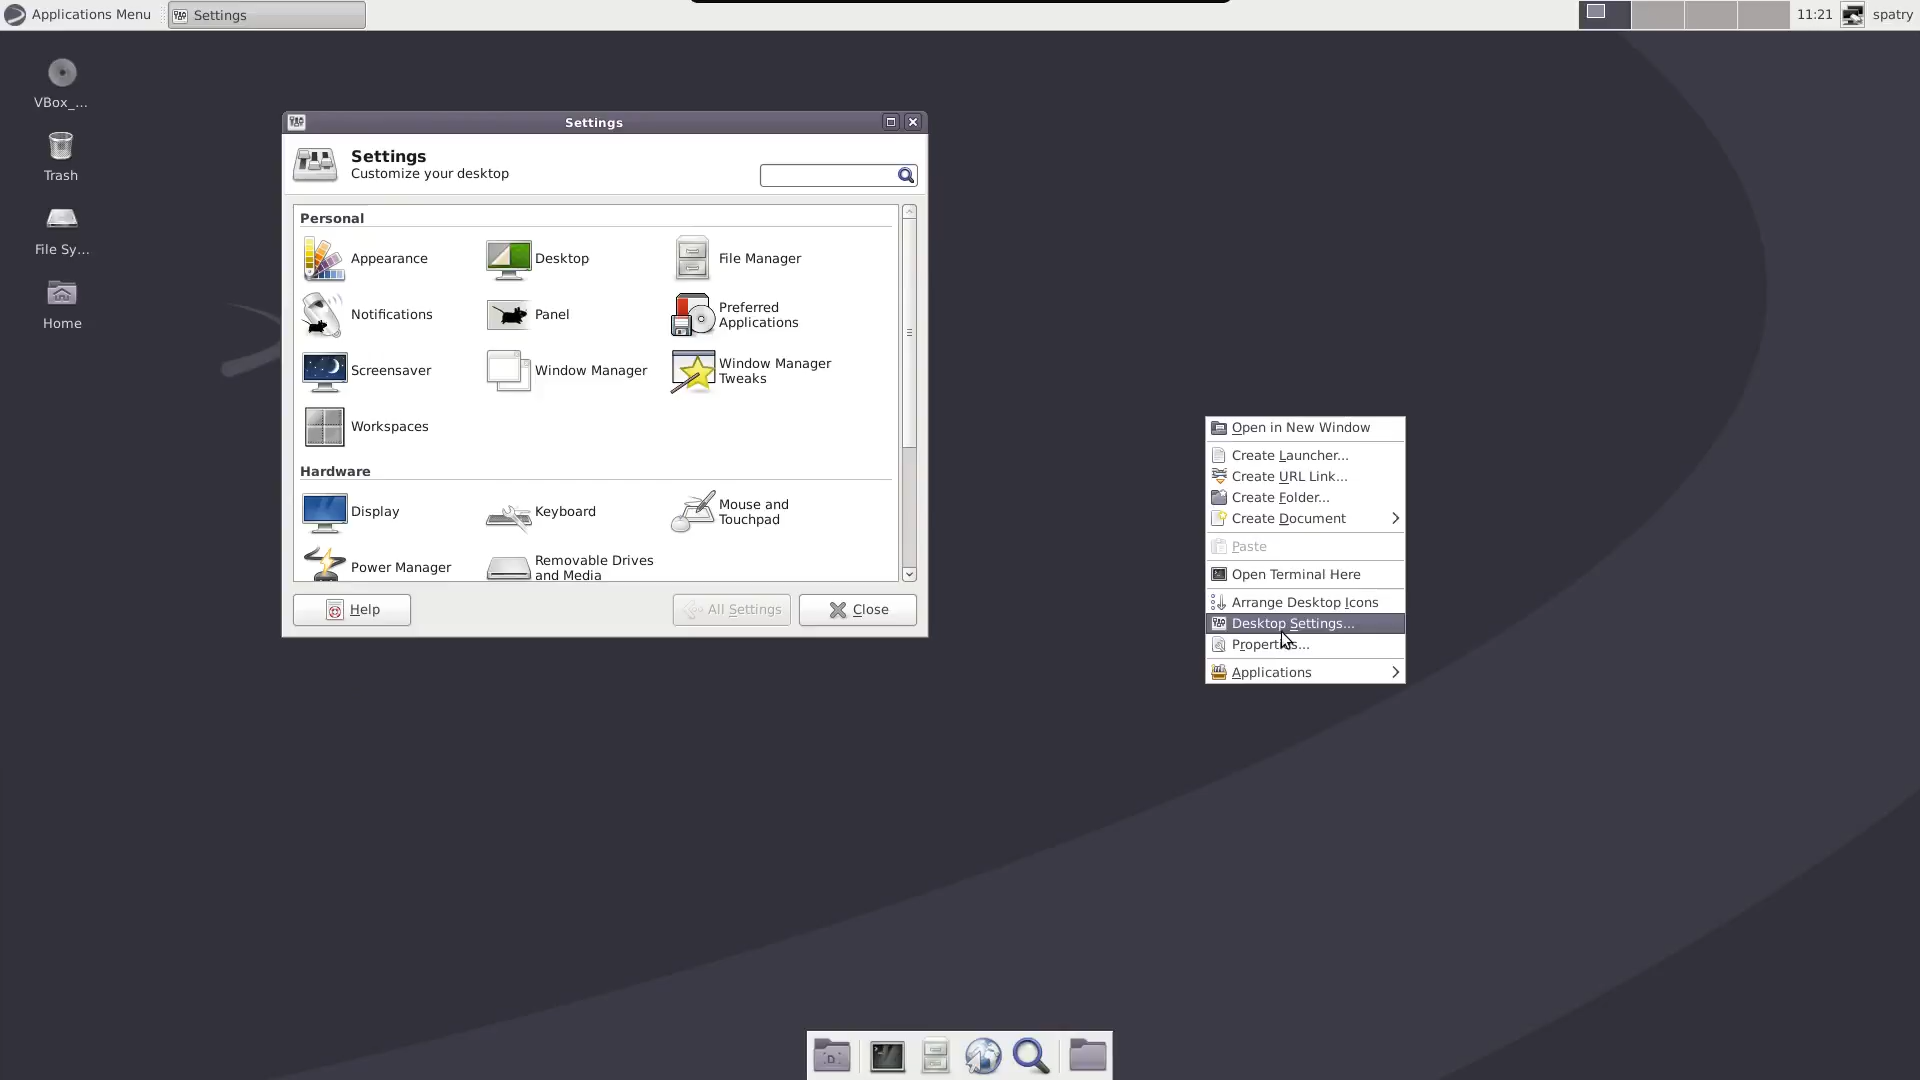 Applications Menu
Settings
11:21
spatry
VBox_...
Trash
File Sy...
Home
Settings
Settings
Customize your desktop
Personal
Appearance
Desktop
File Manager
Notifications
Panel
Preferred
Applications
Screensaver
Window Manager
Window Manager
Tweaks
Workspaces
Hardware
Display
Keyboard
Mouse and
Touchpad
Power Manager
Removable Drives
and Media
Help
All Settings
Close
Open in New Window
Create Launcher...
Create URL Link...
Create Folder...
Create Document
Paste
Open Terminal Here
Arrange Desktop Icons
Desktop Settings...
Properties...
Applications